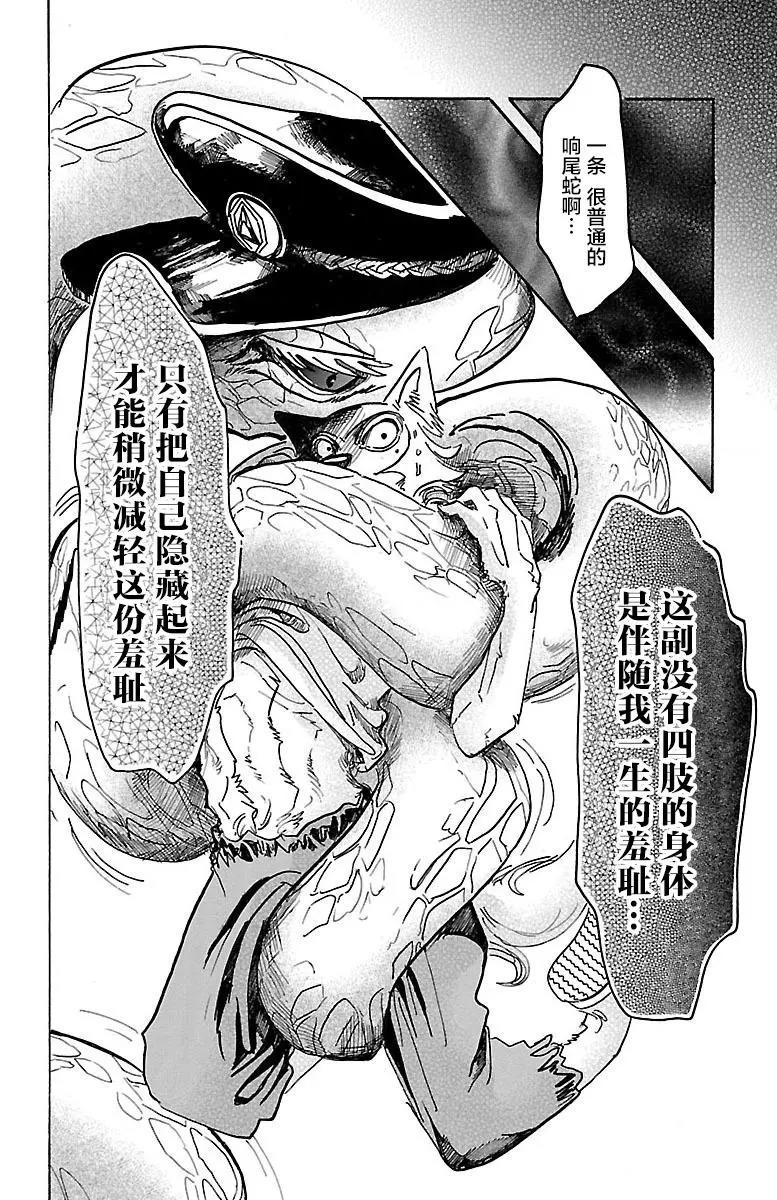 一条 很普通的
响尾蛇啊…
这副没有四肢的身体
是伴随我一生的羞耻…
只有把自己隐藏起来
才能稍微减轻这份羞耻